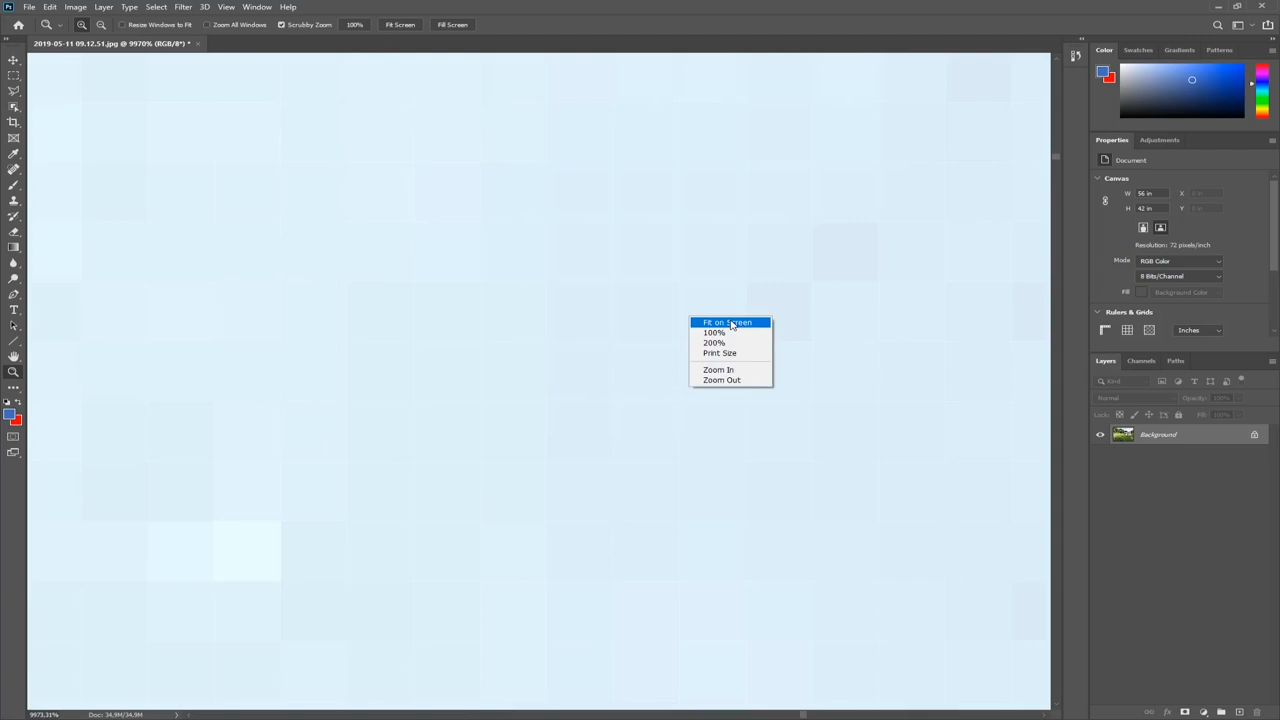 Ps File Edit Image Layer Type Select Filter 3D View Window Help
Resize Windows to Fit Zoom All Windows Scrubby Zoom 100% Fit Screen Fill Screen
2019-05-11 09.12.51.jpg @ 9970% (RGB/8*) * ×
Color Swatches Gradients Patterns
Properties Adjustments
Document
Canvas
W 56 in X
H 42 in Y
Resolution: 72 pixels/inch
Mode RGB Color
8 Bits/Channel
Fill Background Color
Rulers & Grids
Inches
Fit on Screen
100%
200%
Print Size
Zoom In
Zoom Out
Layers Channels Paths
Kind
Normal Opacity: 100%
Lock: Fill: 100%
Background
9973.31% Doc: 34,9M/34,9M